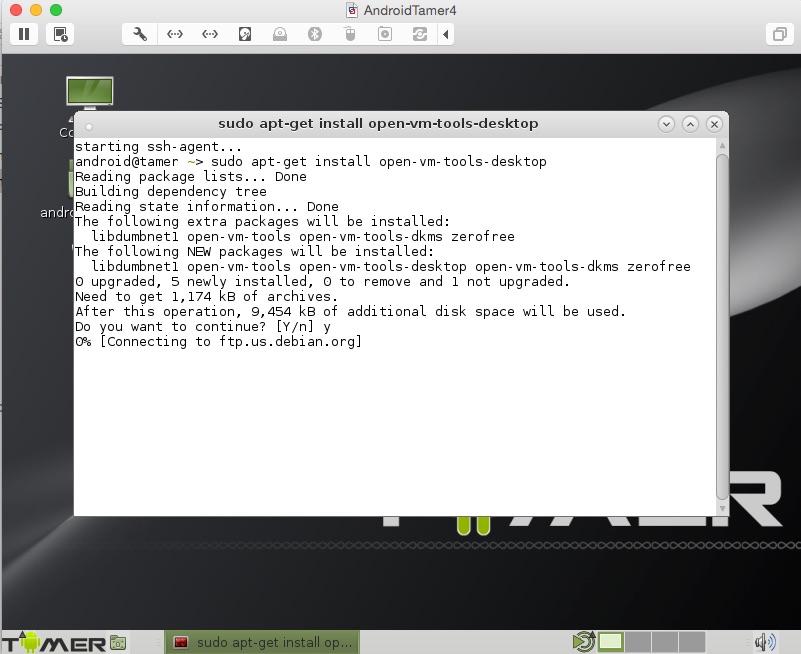 AndroidTamer4
sudo apt-get install open-vm-tools-desktop
starting ssh-agent...
android@tamer ~> sudo apt-get install open-vm-tools-desktop
Reading package lists... Done
Building dependency tree
Reading state information... Done
The following extra packages will be installed:
libdumbnet1 open-vm-tools open-vm-tools-dkms zerofree
The following NEW packages will be installed:
libdumbnet1 open-vm-tools open-vm-tools-desktop open-vm-tools-dkms zerofree
0 upgraded, 5 newly installed, 0 to remove and 1 not upgraded.
Need to get 1,174 kB of archives.
After this operation, 9,454 kB of additional disk space will be used.
Do you want to continue? [Y/n] y
0% [Connecting to ftp.us.debian.org]
TAMER
sudo apt-get install op...